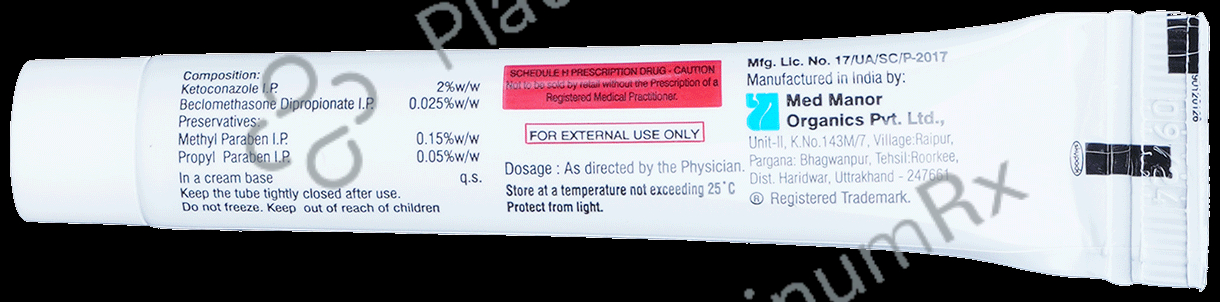 Composition:
Ketoconazole I.P. 2%w/w
Beclomethasone Dipropionate I.P. 0.025%w/w
Preservatives:
Methyl Paraben I.P. 0.15%w/w
Propyl Paraben I.P. 0.05%w/w
In a cream base q.s.
Keep the tube tightly closed after use.
Do not freeze. Keep out of reach of children
SCHEDULE H PRESCRIPTION DRUG - CAUTION
Not to be sold by retail without the Prescription of a
Registered Medical Practitioner.
FOR EXTERNAL USE ONLY
Dosage : As directed by the Physician.
Store at a temperature not exceeding 25°C
Protect from light.
Mfg. Lic. No. 17/UA/SC/P-2017
Manufactured in India by:
Med Manor
Organics Pvt. Ltd.,
Unit-II, K.No.143M/7, Village:Raipur,
Pargana: Bhagwanpur, Tehsil:Roorkee,
Dist. Haridwar, Uttrakhand - 247661
® Registered Trademark.
Plat
inumRx